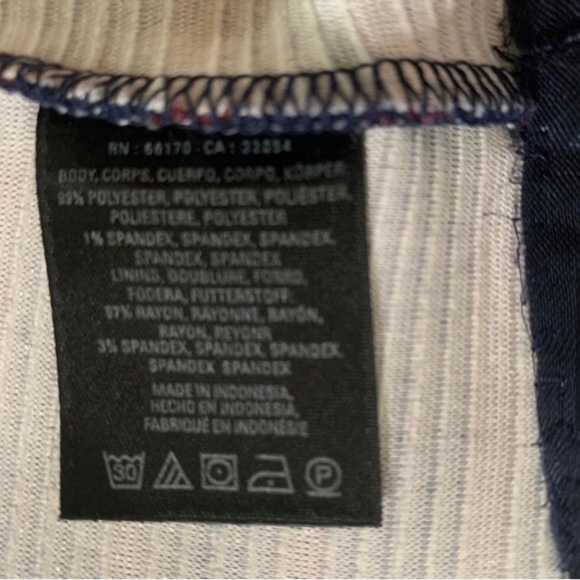 RN : 66170 - CA : 33554
BODY, CORPS, CUERPO, CORPO, KÖRPER
99% POLYESTER, POLYESTER, POLIÉSTER,
POLIESTERE, POLYESTER
1% SPANDEX, SPANDEX, SPANDEX,
SPANDEX, SPANDEX
LINING, DOUBLURE, FORRO,
FODERA, FUTTERSTOFF
97% RAYON, RAYONNE, RAYÓN,
RAYON, REYONR
3% SPANDEX, SPANDEX, SPANDEX,
SPANDEX SPANDEX
MADE IN INDONESIA,
HECHO EN INDONESIA,
FABRIQUÉ EN INDONÉSIE
30 P